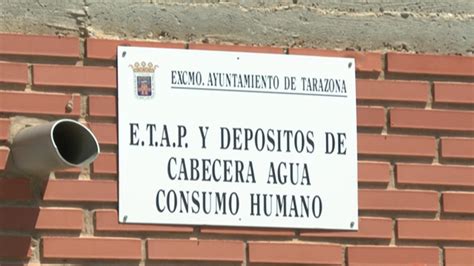 EXCMO. AYUNTAMIENTO DE TARAZONA
E.T.A.P. Y DEPOSITOS DE
CABECERA AGUA
CONSUMO HUMANO